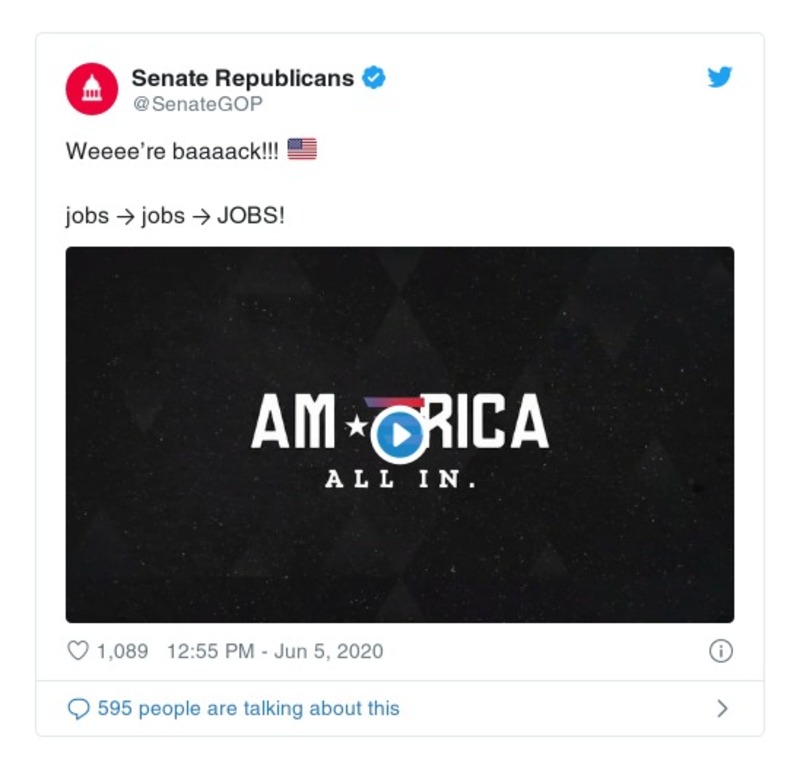 Senate Republicans
@SenateGOP
Weeee’re baaaack!!! 🇺🇸
jobs → jobs → JOBS!
AM★RICA
ALL IN.
1,089 12:55 PM - Jun 5, 2020
595 people are talking about this